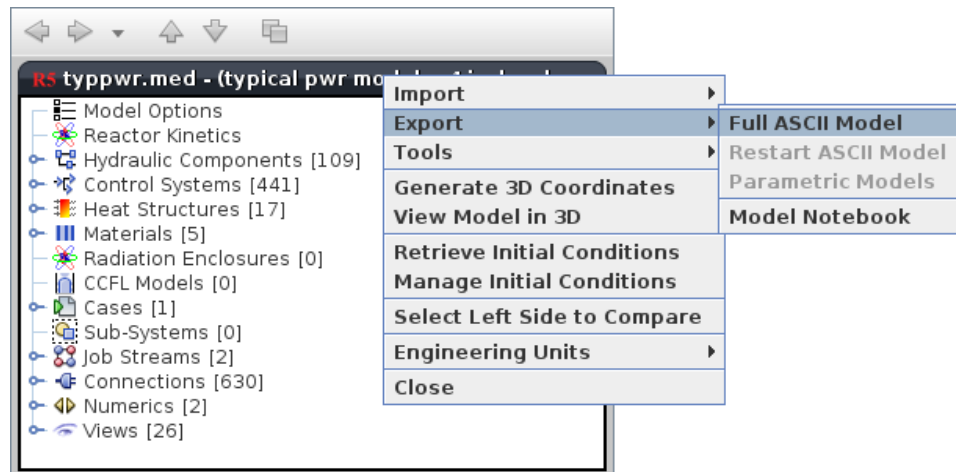 R5 typpwr.med - (typical pwr
Model Options
Reactor Kinetics
Hydraulic Components [109]
Control Systems [441]
Heat Structures [17]
Materials [5]
Radiation Enclosures [0]
CCFL Models [0]
Cases [1]
Sub-Systems [0]
Job Streams [2]
Connections [630]
Numerics [2]
Views [26]
Import
Export
Tools
Generate 3D Coordinates
View Model in 3D
Retrieve Initial Conditions
Manage Initial Conditions
Select Left Side to Compare
Engineering Units
Close
Full ASCII Model
Restart ASCII Model
Parametric Models
Model Notebook